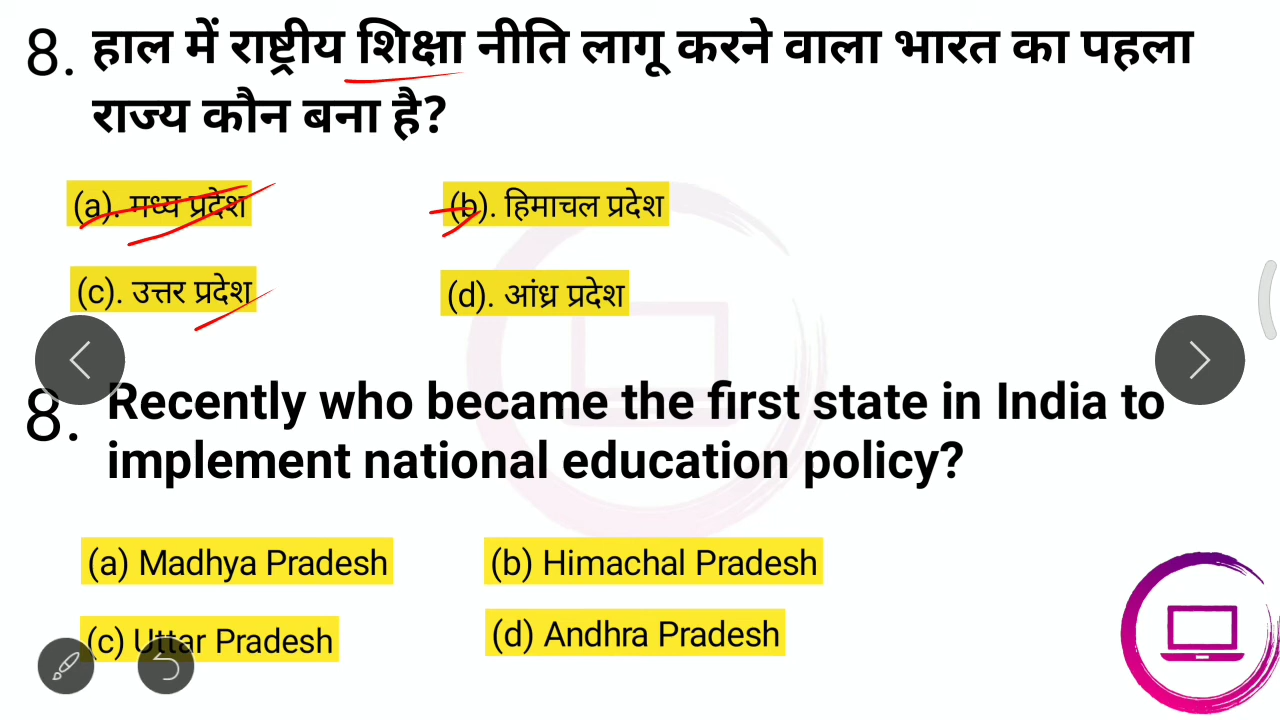 8. हाल में राष्ट्रीय शिक्षा नीति लागू करने वाला भारत का पहला
राज्य कौन बना है?
(a). मध्य प्रदेश (b). हिमाचल प्रदेश
(c). उत्तर प्रदेश (d). आंध्र प्रदेश
8. Recently who became the first state in India to
implement national education policy?
(a) Madhya Pradesh (b) Himachal Pradesh
(c) Uttar Pradesh (d) Andhra Pradesh